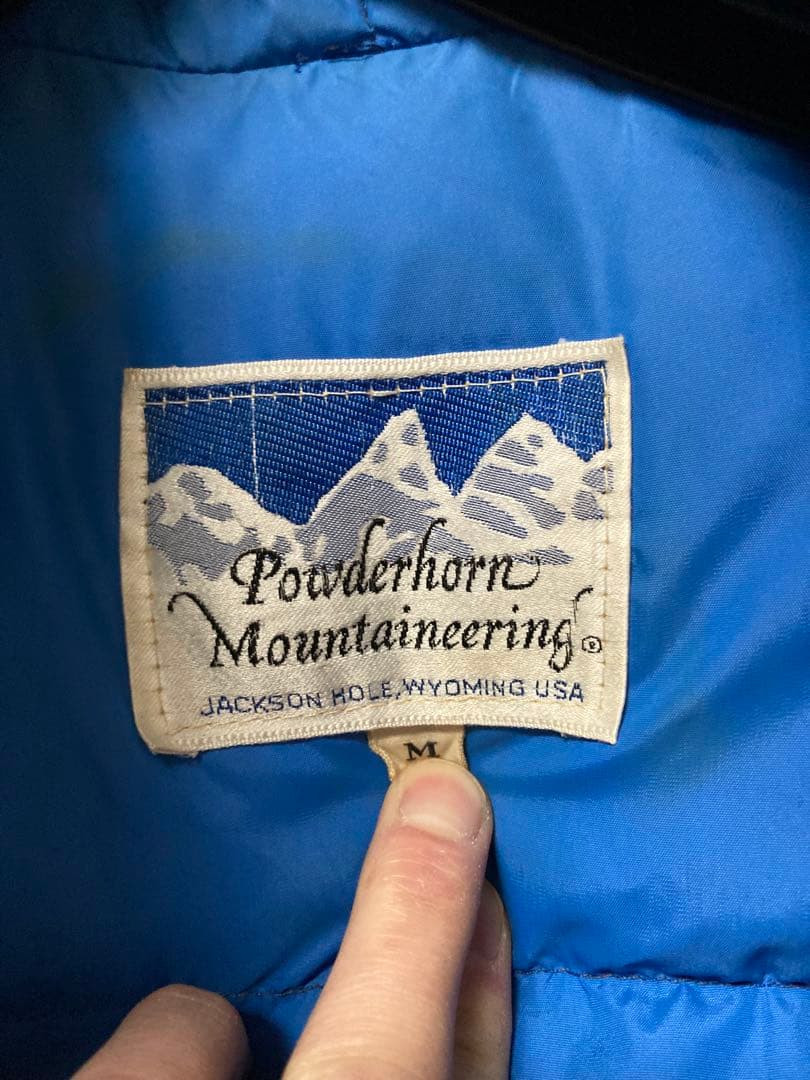 Powderhorn
Mountaineering®
JACKSON HOLE, WYOMING USA
M